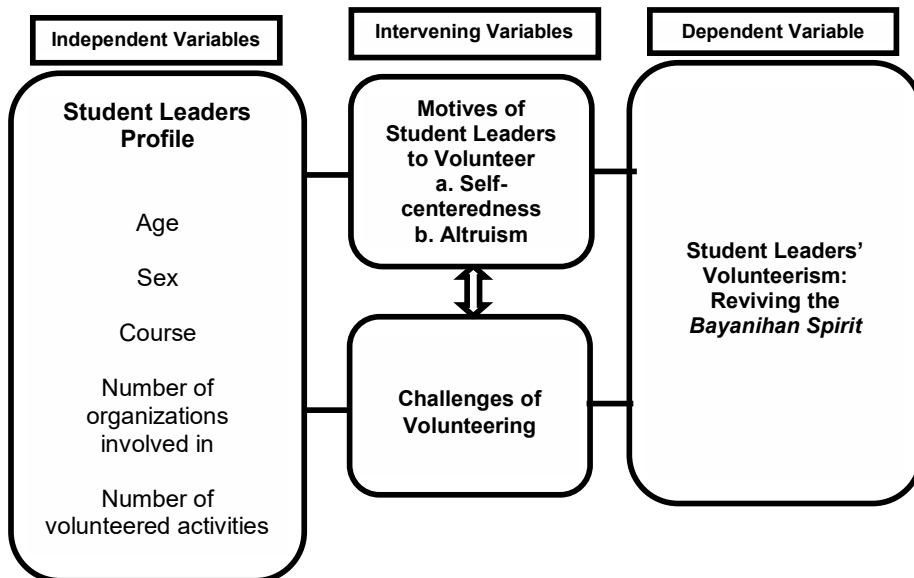 Independent Variables
Intervening Variables
Dependent Variable
Student Leaders
Profile
Age
Sex
Course
Number of
organizations
involved in
Number of
volunteered activities
Motives of
Student Leaders
to Volunteer
a. Self-
centeredness
b. Altruism
Challenges of
Volunteering
Student Leaders’
Volunteerism:
Reviving the
Bayanihan Spirit